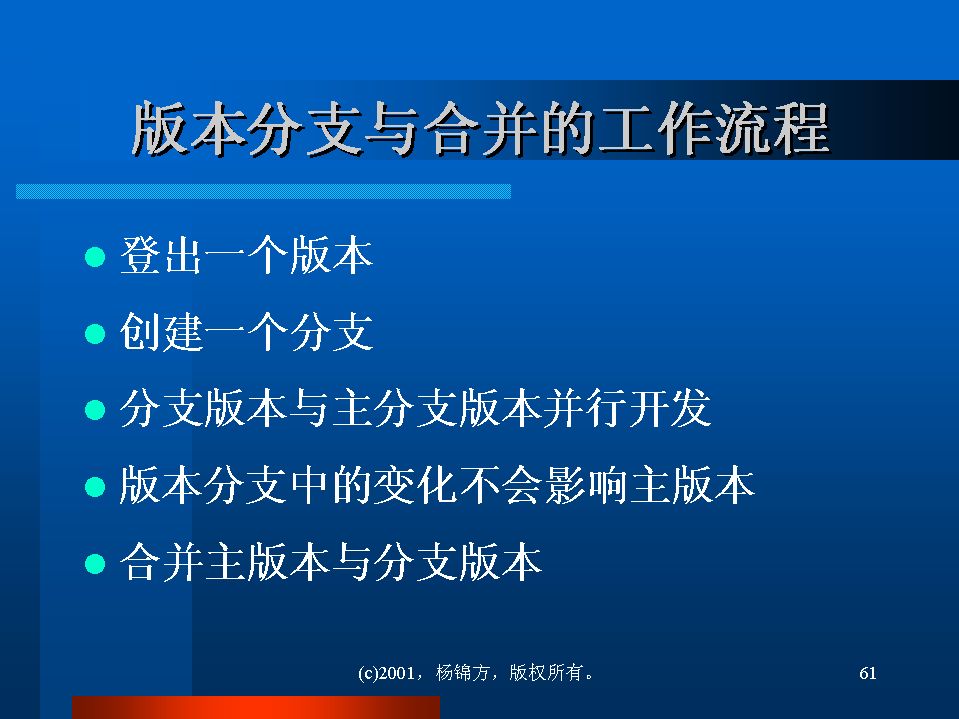 版本分支与合并的工作流程
登出一个版本
创建一个分支
分支版本与主分支版本并行开发
版本分支中的变化不会影响主版本
合并主版本与分支版本
(c)2001，杨锦方，版权所有。
61